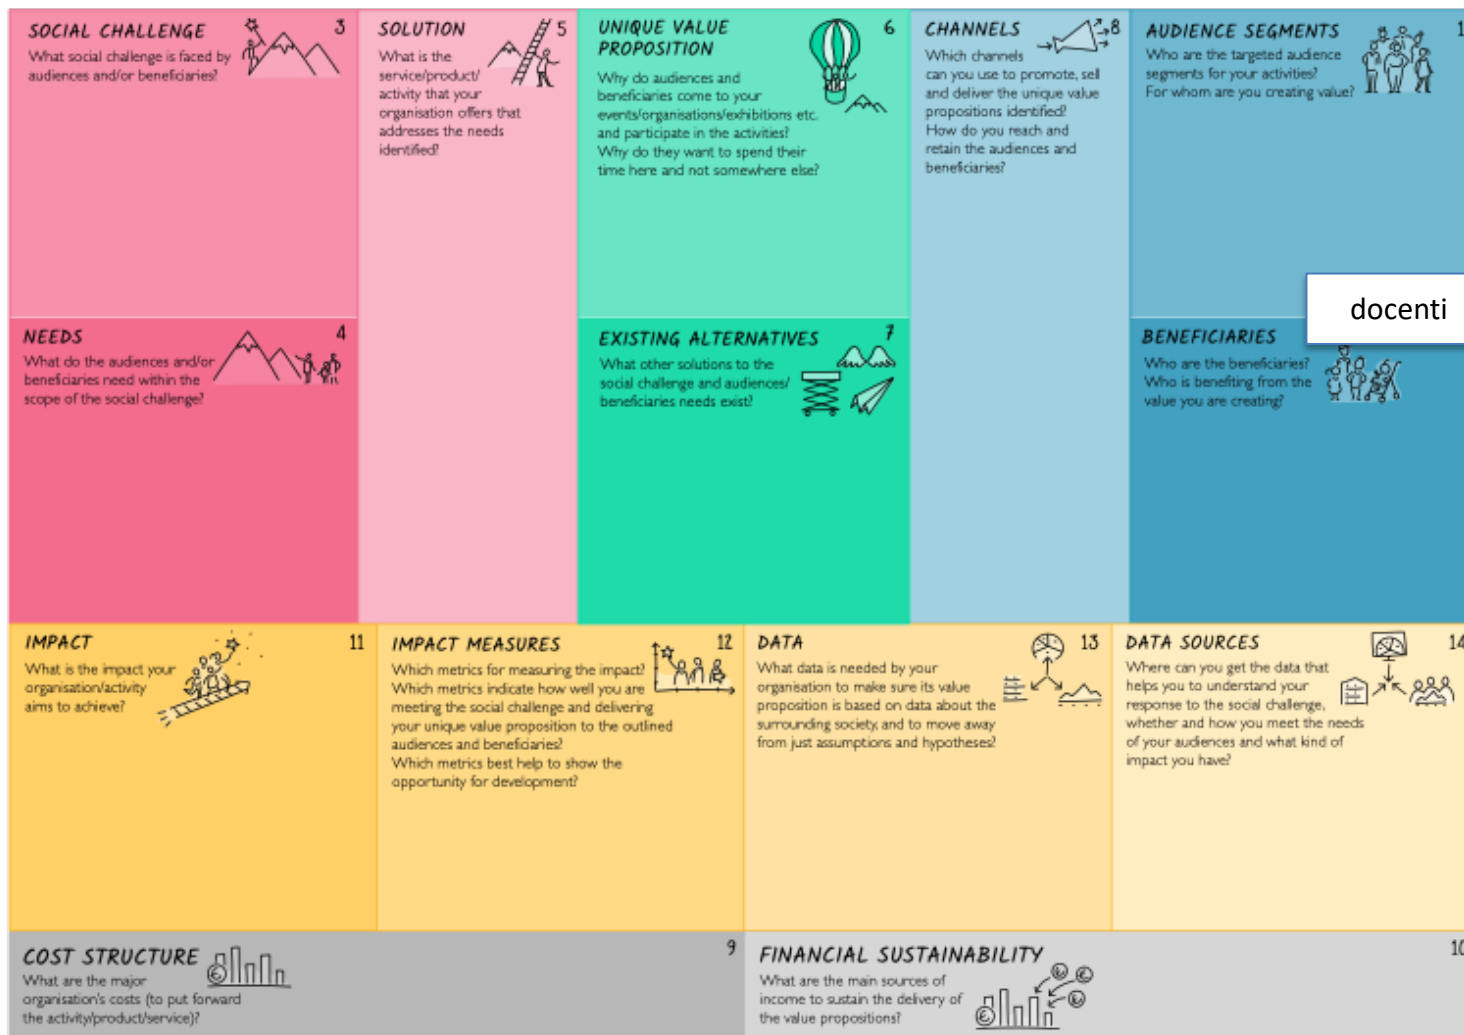 SOCIAL CHALLENGE
3
What social challenge is faced by
audiences and/or beneficiaries?
SOLUTION
5
What is the
service/product/
activity that your
organisation offers that
addresses the needs
identified?
UNIQUE VALUE
PROPOSITION
6
Why do audiences and
beneficiaries come to your
events/organisations/exhibitions etc.
and participate in the activities?
Why do they want to spend their
time here and not somewhere else?
CHANNELS
8
Which channels
can you use to promote, sell
and deliver the unique value
propositions identified?
How do you reach and
retain the audiences and
beneficiaries?
AUDIENCE SEGMENTS
1
Who are the targeted audience
segments for your activities?
For whom are you creating value?
docenti
NEEDS
4
What do the audiences and/or
beneficiaries need within the
scope of the social challenge?
EXISTING ALTERNATIVES
7
What other solutions to the
social challenge and audiences/
beneficiaries needs exist?
BENEFICIARIES
Who are the beneficiaries?
Who is benefiting from the
value you are creating?
IMPACT
11
What is the impact your
organisation/activity
aims to achieve?
IMPACT MEASURES
12
Which metrics for measuring the impact?
Which metrics indicate how well you are
meeting the social challenge and delivering
your unique value proposition to the outlined
audiences and beneficiaries?
Which metrics best help to show the
opportunity for development?
DATA
13
What data is needed by your
organisation to make sure its value
proposition is based on data about the
surrounding society, and to move away
from just assumptions and hypotheses?
DATA SOURCES
14
Where can you get the data that
helps you to understand your
response to the social challenge,
whether and how you meet the needs
of your audiences and what kind of
impact you have?
COST STRUCTURE
9
What are the major
organisation's costs (to put forward
the activity/product/service)?
FINANCIAL SUSTAINABILITY
10
What are the main sources of
income to sustain the delivery of
the value propositions?